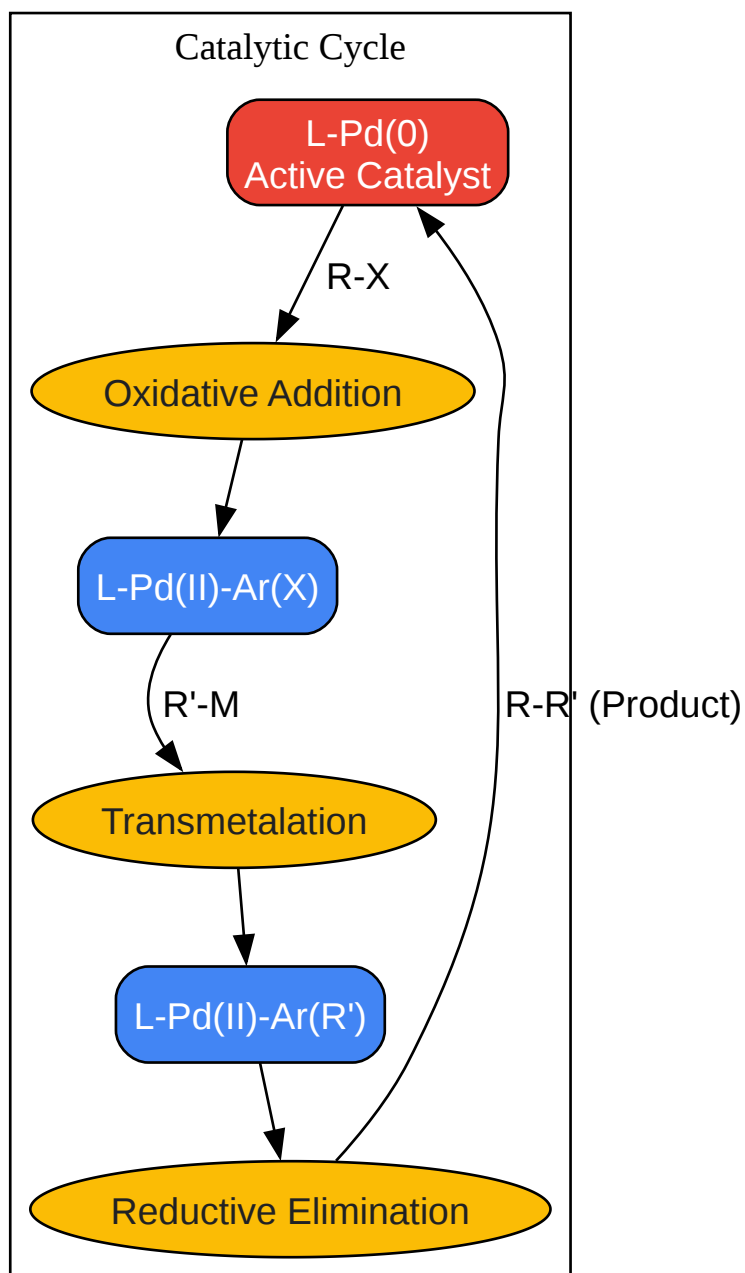 Catalytic Cycle
L-Pd(0)
Active Catalyst
R-X
Oxidative Addition
L-Pd(II)-Ar(X)
R'-M
R-R' (Product)
Transmetalation
L-Pd(II)-Ar(R')
Reductive Elimination